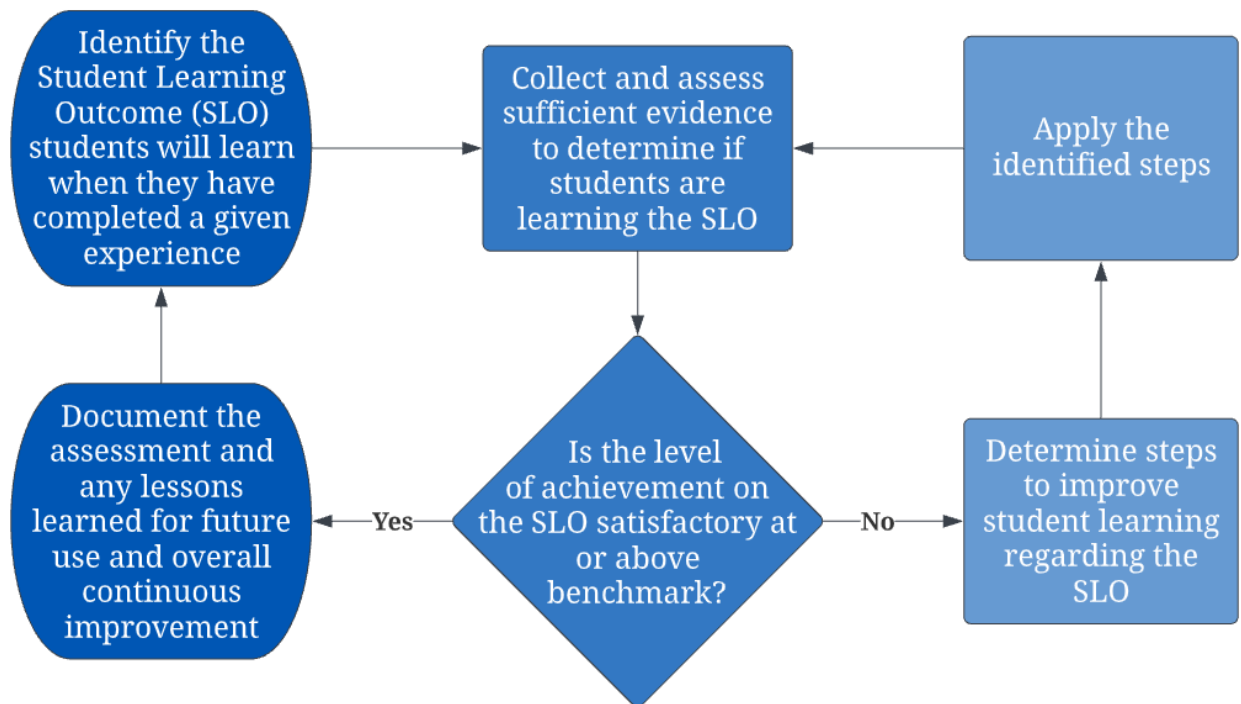 Identify the
Student Learning
Outcome (SLO)
students will learn
when they have
completed a given
experience
Collect and assess
sufficient evidence
to determine if
students are
learning the SLO
Apply the
identified steps
Document the
assessment and
any lessons
learned for future
use and overall
continuous
improvement
Yes
Is the level
of achievement on
the SLO satisfactory at
or above
benchmark?
No
Determine steps
to improve
student learning
regarding the
SLO